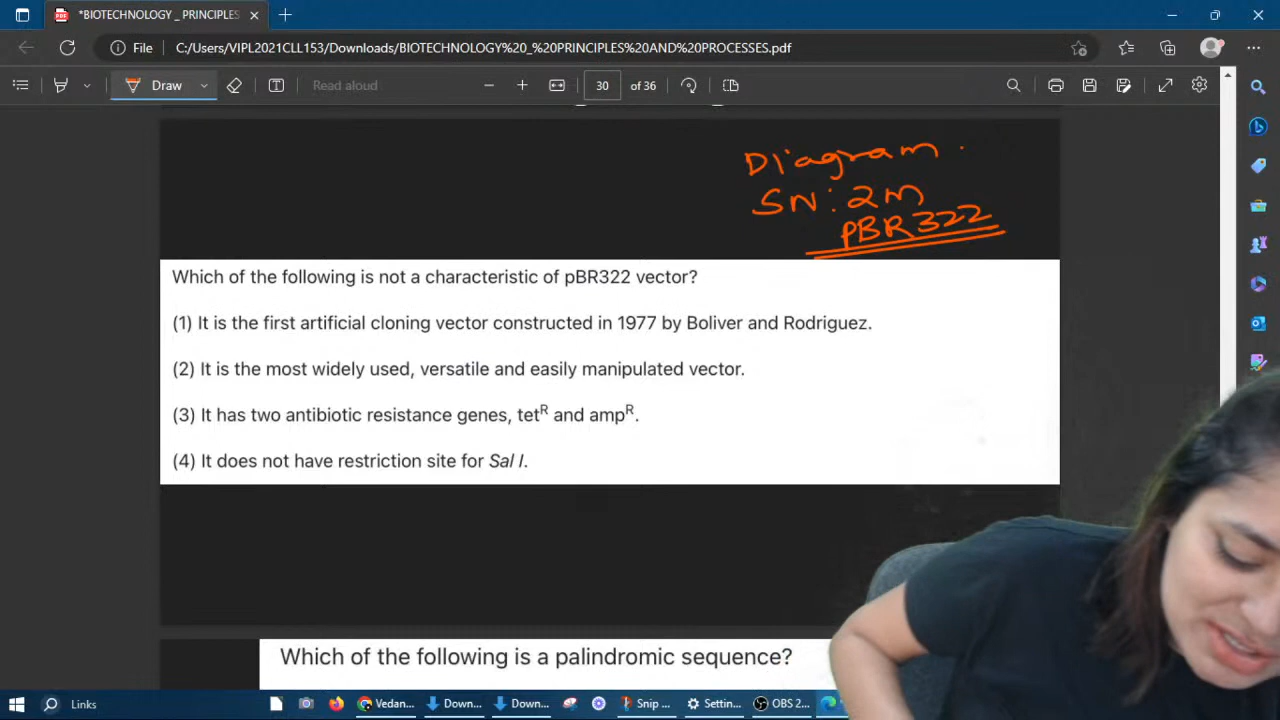 *BIOTECHNOLOGY _ PRINCIPLES
File
C:/Users/VIPL2021CLL153/Downloads/BIOTECHNOLOGY%20_%20PRINCIPLES%20AND%20PROCESSES.pdf
Draw
Read aloud
30 of 36
Diagram
SN: 2M
PBR322
Which of the following is not a characteristic of pBR322 vector?
(1) It is the first artificial cloning vector constructed in 1977 by Boliver and Rodriguez.
(2) It is the most widely used, versatile and easily manipulated vector.
(3) It has two antibiotic resistance genes, tetᴿ and ampᴿ.
(4) It does not have restriction site for Sal I.
Which of the following is a palindromic sequence?
Links
Vedan...
Down...
Down...
Snip ...
Settin...
OBS 2...